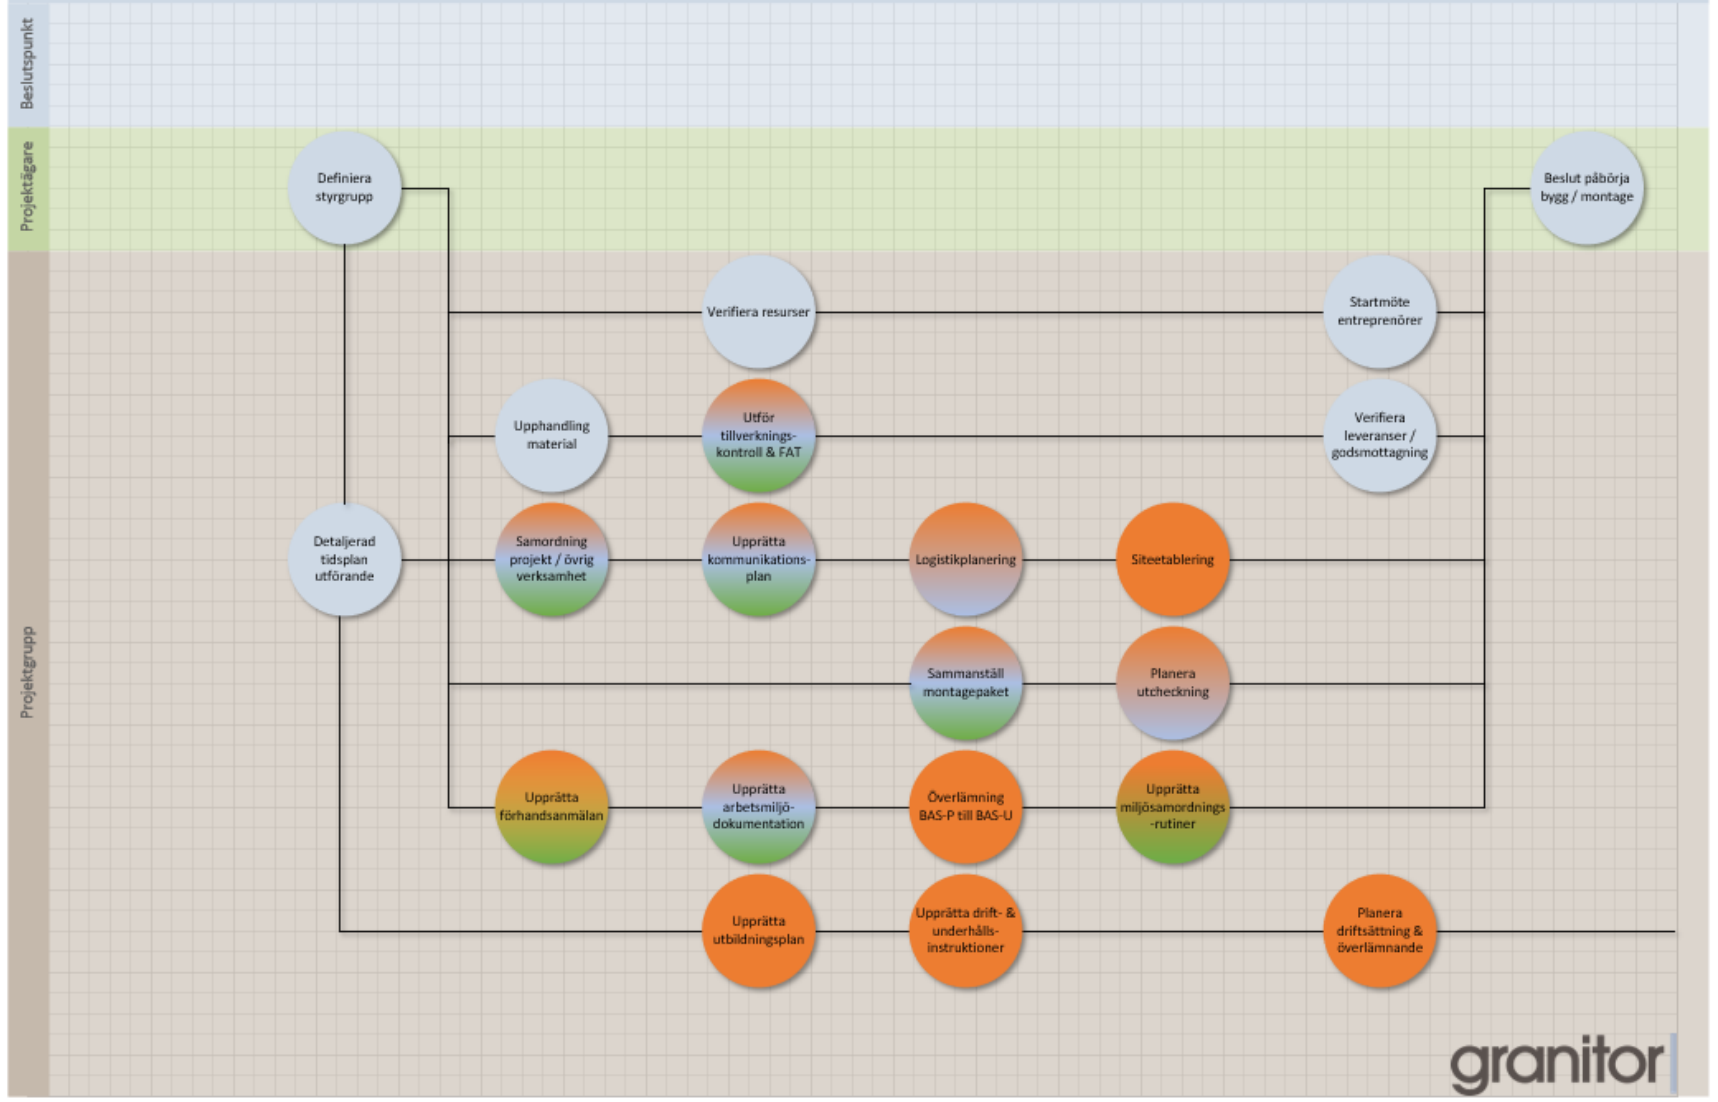 Beslutspunkt
Projektägare
Definiera
styrgrupp
Beslut påbörja
bygg / montage
Projektgrupp
Verifiera resurser
Startmöte
entreprenörer
Upphandling
material
Utför
tillverknings-
kontroll & FAT
Verifiera
leveranser /
godsmottagning
Detaljerad
tidsplan
utförande
Samordning
projekt / övrig
verksamhet
Upprätta
kommunikations-
plan
Logistikplanering
Siteetablering
Sammanställ
montagepaket
Planera
utcheckning
Upprätta
förhandsanmälan
Upprätta
arbetsmiljö-
dokumentation
Överlämning
BAS-P till BAS-U
Upprätta
miljösamordnings
-rutiner
Upprätta
utbildningsplan
Upprätta drift- &
underhålls-
instruktioner
Planera
driftsättning &
överlämnande
granitor